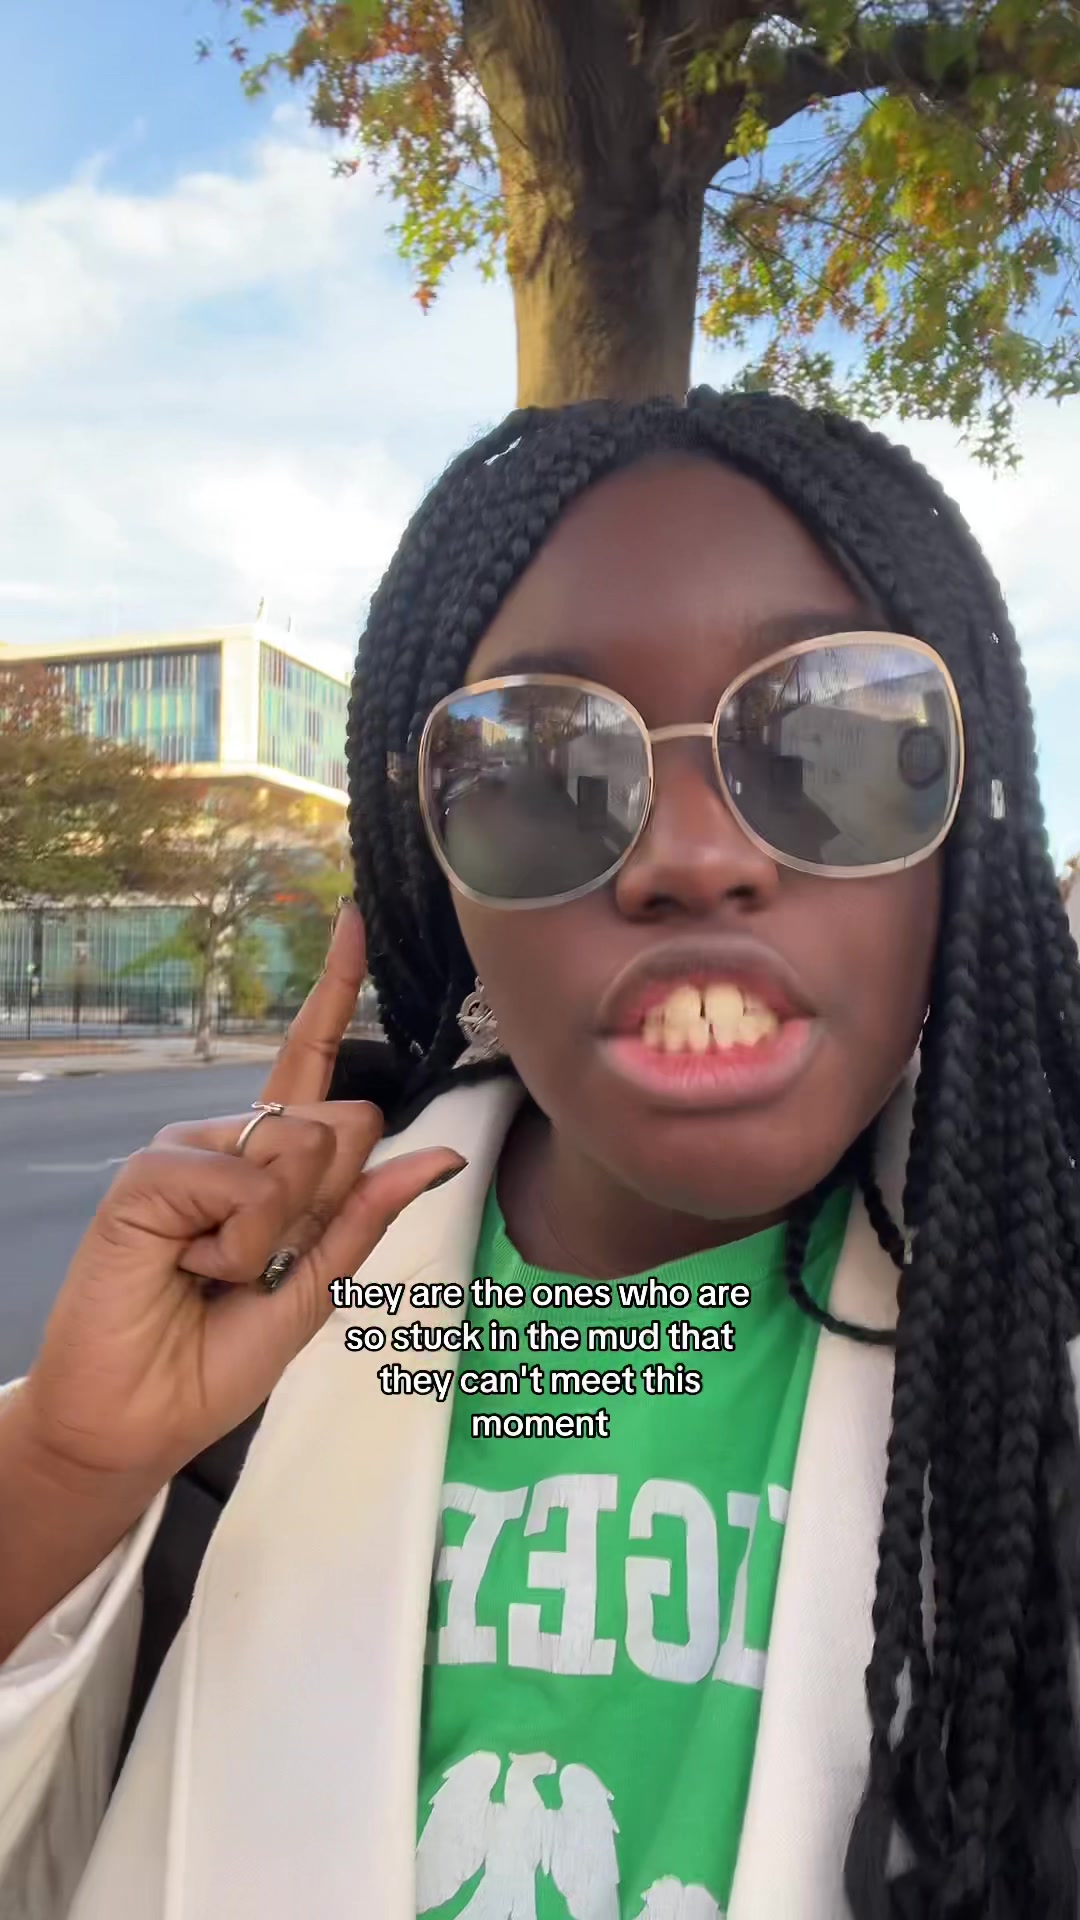 they are the ones who are
so stuck in the mud that
they can't meet this
moment